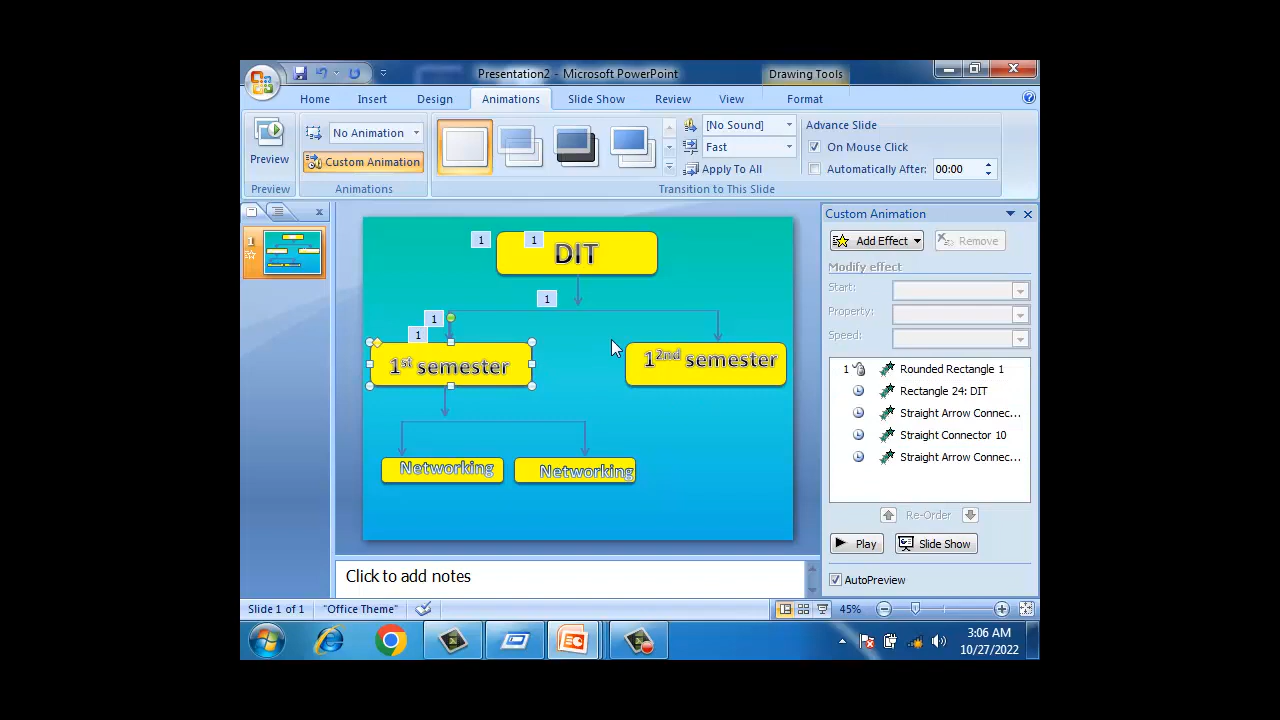 Presentation2 - Microsoft PowerPoint
Drawing Tools
Home Insert Design Animations Slide Show Review View Format
Preview
No Animation
Custom Animation
[No Sound]
Fast
Apply To All
Advance Slide
On Mouse Click
Automatically After: 00:00
Preview Animations Transition to This Slide
Custom Animation
Add Effect Remove
Modify effect
Start:
Property:
Speed:
1 Rounded Rectangle 1
Rectangle 24: DIT
Straight Arrow Connec...
Straight Connector 10
Straight Arrow Connec...
Re-Order
Play Slide Show
AutoPreview
1
1 1 DIT
1
1
1
1st semester
12nd semester
Networking Networking
Click to add notes
Slide 1 of 1 "Office Theme" 45%
3:06 AM
10/27/2022